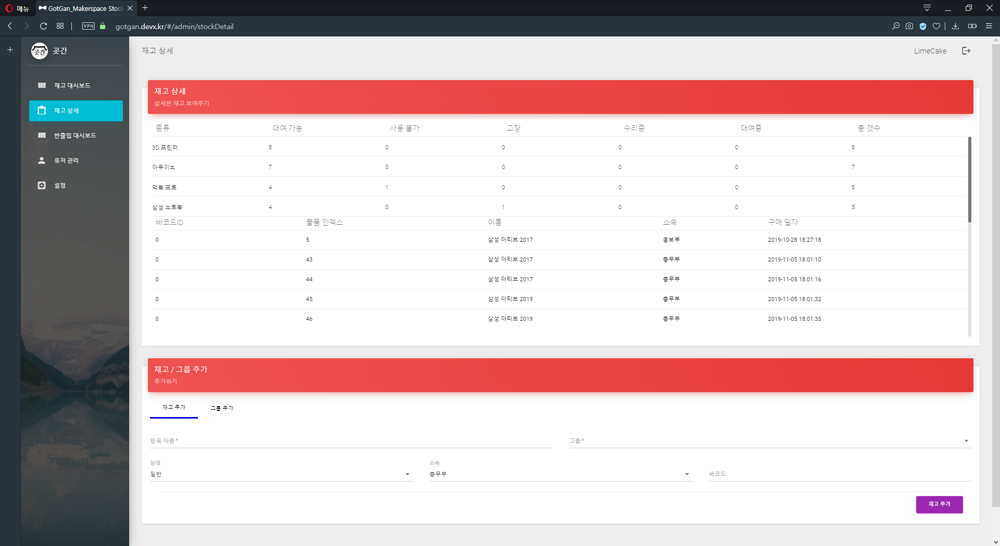 메뉴
GotGan_Makerspace Stock
VPN
gotgan.devx.kr/#/admin/stockDetail
곳간
곳간
재고 대시보드
재고 상세
반출입 대시보드
유저 관리
설정
재고 상세
LimeCake
재고 상세
상세한 재고 보여주기
종류 대여 가능 사용 불가 고장 수리중 대여중 총 갯수
3D 프린터 8 0 0 0 0 8
아두이노 7 0 0 0 0 7
맥북 프로 4 1 0 0 0 5
삼성 노트북 4 0 1 0 0 5
바코드ID 물품 인덱스 이름 소속 구매 일자
0 5 삼성 아티브 2017 홍보부 2019-10-28 18:27:18
0 43 삼성 아티브 2017 총무부 2019-11-05 18:01:10
0 44 삼성 아티브 2017 총무부 2019-11-05 18:01:16
0 45 삼성 아티브 2019 총무부 2019-11-05 18:01:32
0 46 삼성 아티브 2019 총무부 2019-11-05 18:01:35
재고 / 그룹 추가
추가하기
재고 추가 그룹 추가
항목 이름 * 그룹 *
상태 소속
일반 총무부 바코드
재고 추가